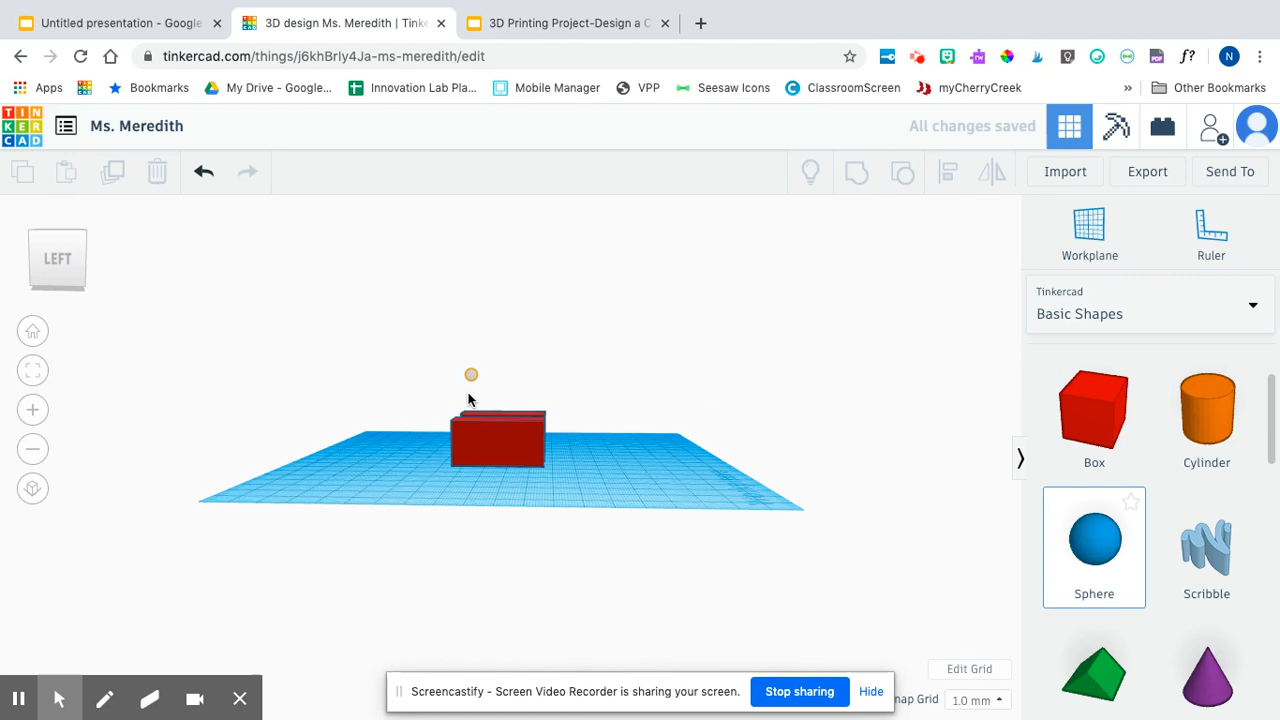 Untitled presentation - Google
3D design Ms. Meredith | Tinke
3D Printing Project-Design a C
tinkercad.com/things/j6khBrIy4Ja-ms-meredith/edit
N
Apps
Bookmarks
My Drive - Google...
Innovation Lab Pla...
Mobile Manager
VPP
Seesaw Icons
ClassroomScreen
myCherryCreek
»
Other Bookmarks
TIN
KER
CAD
Ms. Meredith
All changes saved
Import
Export
Send To
LEFT
Workplane
Ruler
Tinkercad
Basic Shapes
Box
Cylinder
Sphere
Scribble
Edit Grid
nap Grid
1.0 mm
Screencastify - Screen Video Recorder is sharing your screen.
Stop sharing
Hide